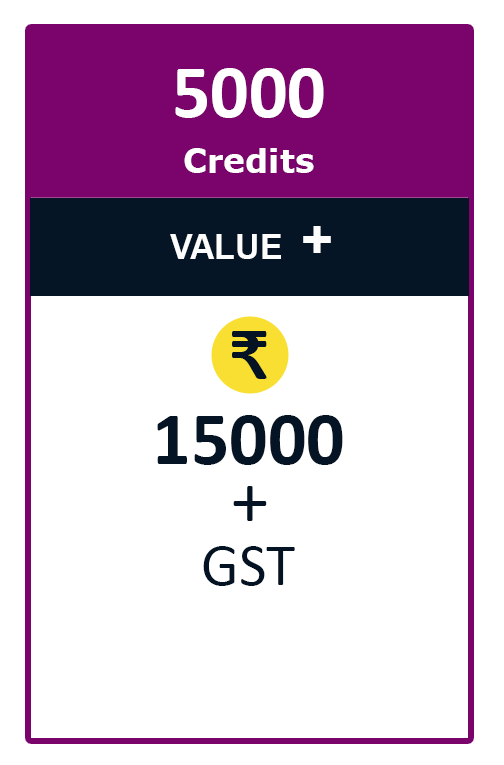 5000
Credits
VALUE +
₹
15000
+
GST